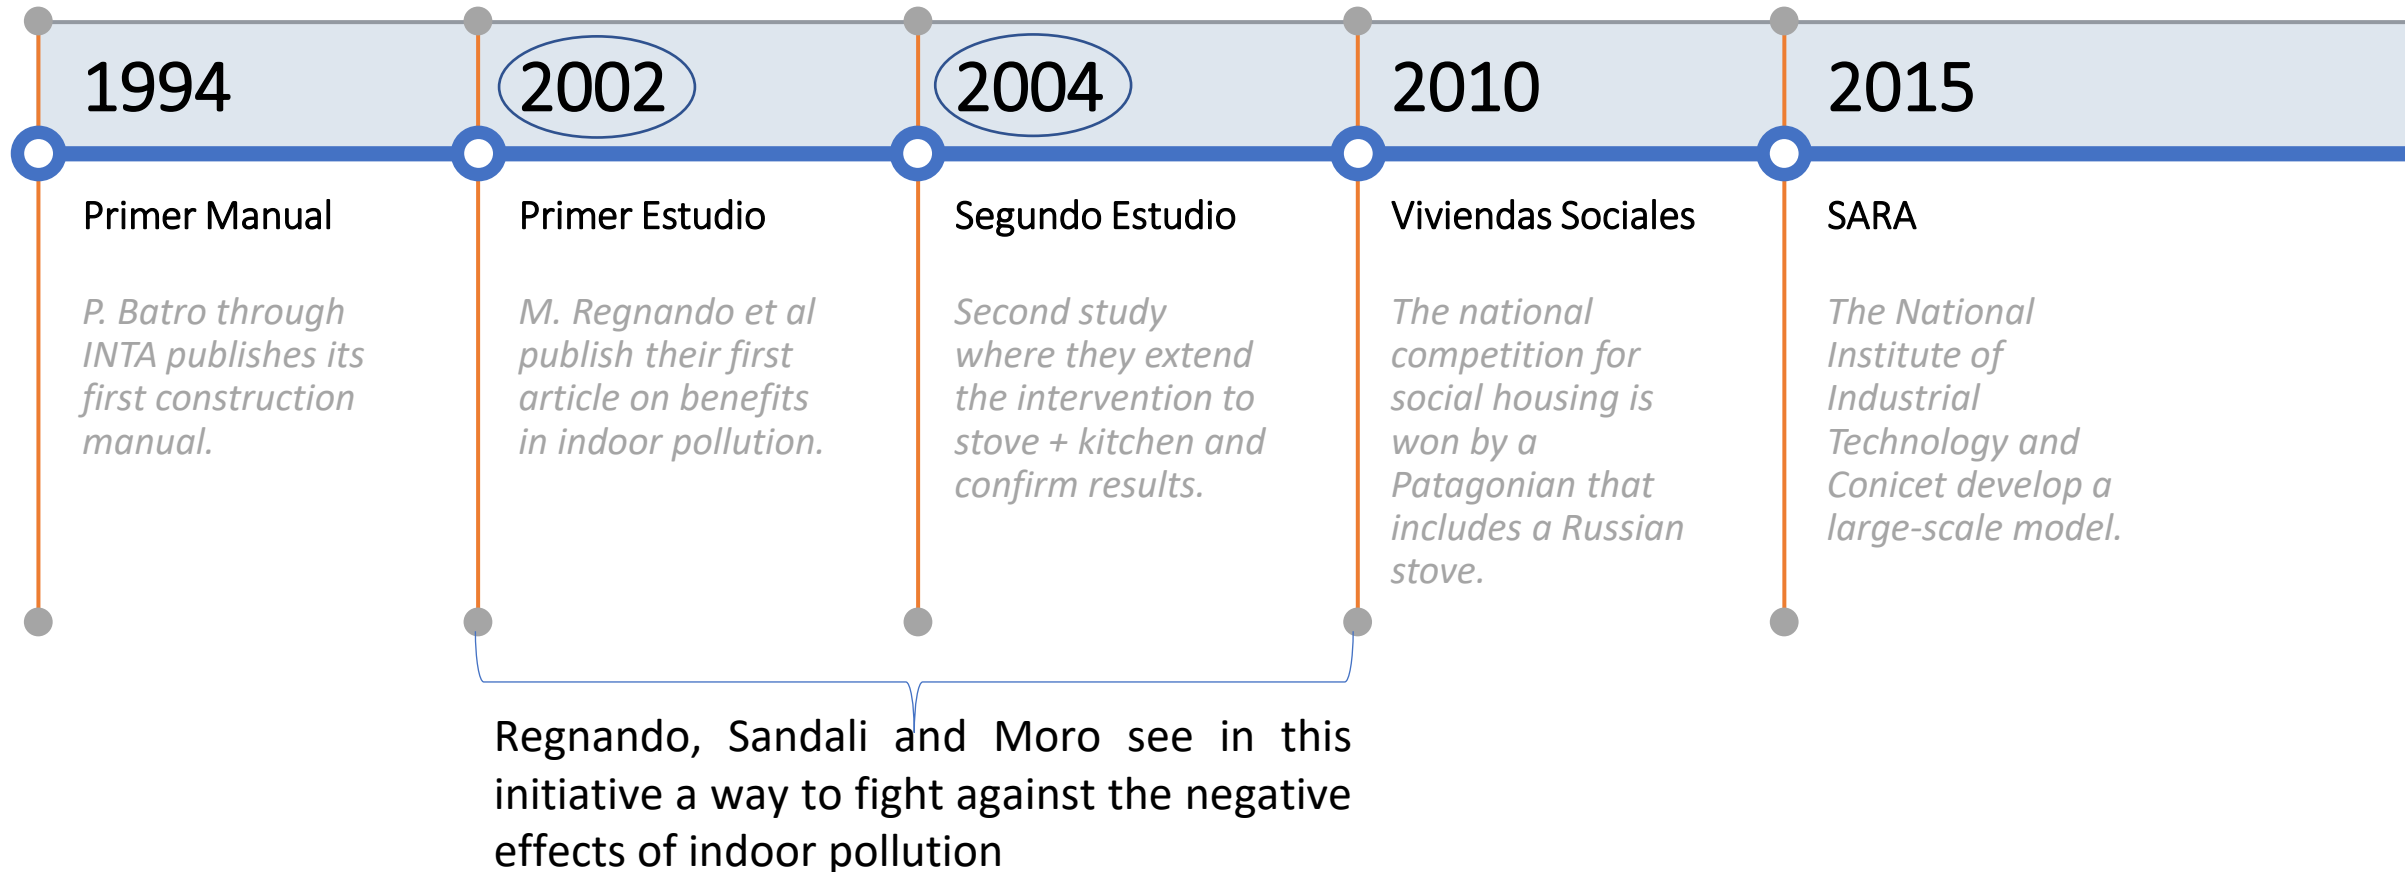 1994
Primer Manual
P. Batro through
INTA publishes its
first construction
manual.
2002
Primer Estudio
M. Regnando et al
publish their first
article on benefits
in indoor pollution.
2004
Segundo Estudio
Second study
where they extend
the intervention to
stove + kitchen and
confirm results.
2010
Viviendas Sociales
The national
competition for
social housing is
won by a
Patagonian that
includes a Russian
stove.
2015
SARA
The National
Institute of
Industrial
Technology and
Conicet develop a
large-scale model.
Regnando, Sandali and Moro see in this
initiative a way to fight against the negative
effects of indoor pollution